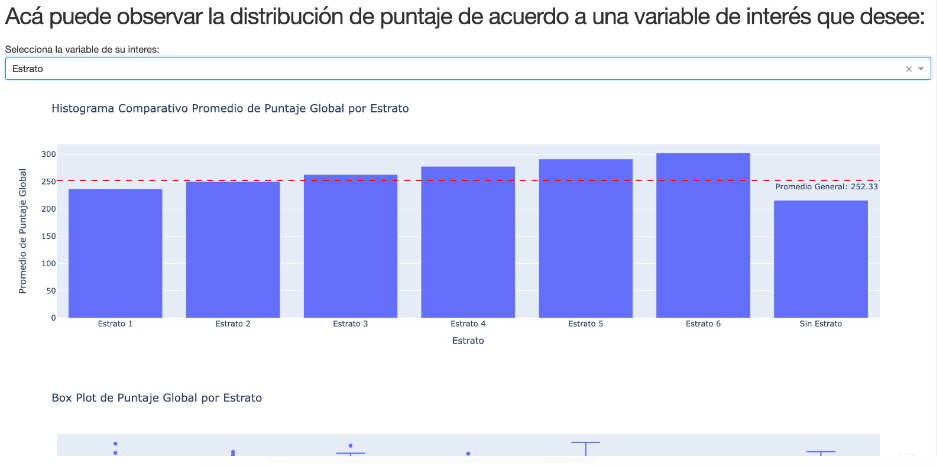 Acá puede observar la distribución de puntaje de acuerdo a una variable de interés que desee:
Selecciona la variable de su interes:
Estrato
Histograma Comparativo Promedio de Puntaje Global por Estrato
Promedio de Puntaje Global
300
250
200
150
100
50
0
Promedio General: 252.33
Estrato 1 Estrato 2 Estrato 3 Estrato 4 Estrato 5 Estrato 6 Sin Estrato
Estrato
Box Plot de Puntaje Global por Estrato